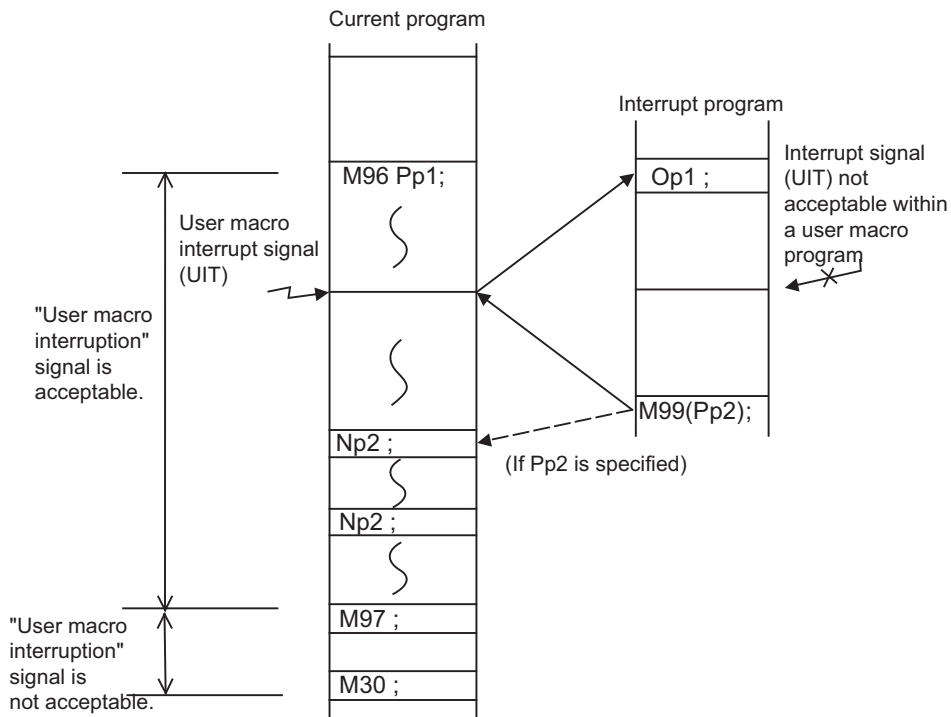 Current program
Interrupt program
M96 Pp1;
Op1 ;
Interrupt signal
(UIT) not
acceptable within
a user macro
program
User macro
interrupt signal
(UIT)
"User macro
interruption"
signal is
acceptable.
M99(Pp2);
Np2 ;
(If Pp2 is specified)
Np2 ;
M97 ;
"User macro
interruption"
signal is
not acceptable.
M30 ;